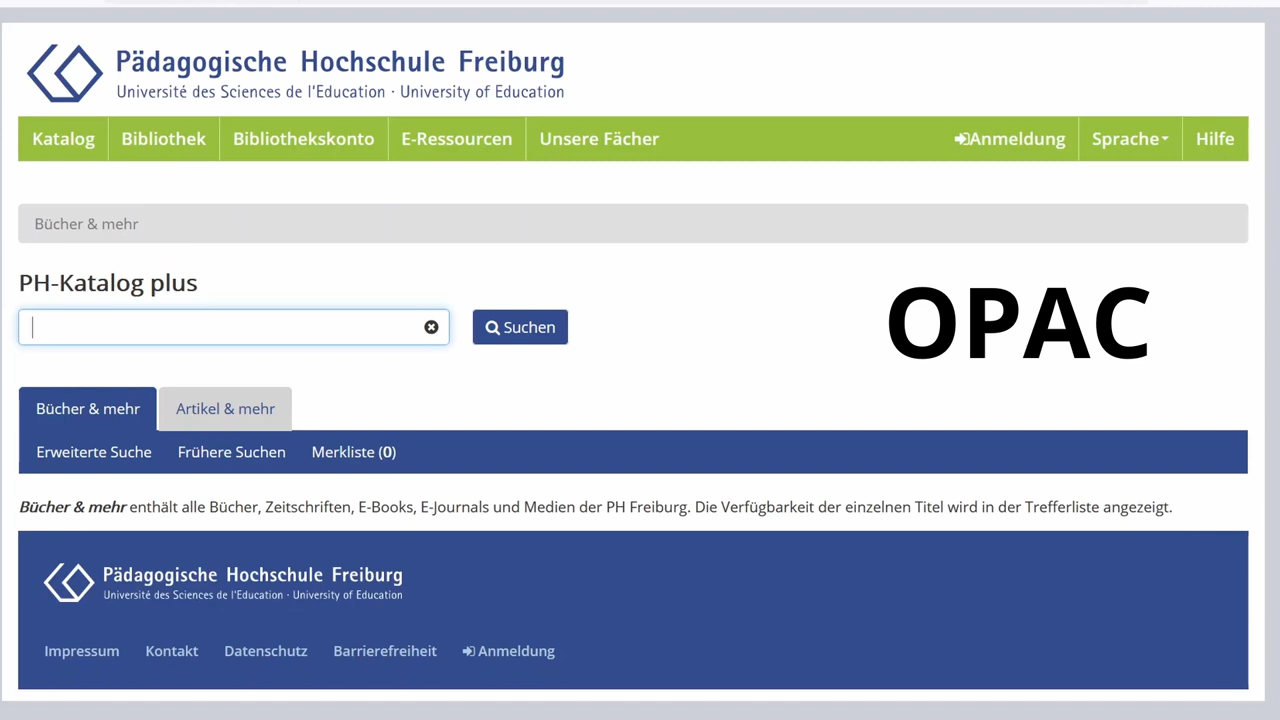 Pädagogische Hochschule Freiburg
Université des Sciences de l'Education · University of Education
Katalog Bibliothek Bibliothekskonto E-Ressourcen Unsere Fächer Anmeldung Sprache Hilfe
Bücher & mehr
PH-Katalog plus
Suchen
OPAC
Bücher & mehr Artikel & mehr
Erweiterte Suche Frühere Suchen Merkliste (0)
Bücher & mehr enthält alle Bücher, Zeitschriften, E-Books, E-Journals und Medien der PH Freiburg. Die Verfügbarkeit der einzelnen Titel wird in der Trefferliste angezeigt.
Pädagogische Hochschule Freiburg
Université des Sciences de l'Education · University of Education
Impressum Kontakt Datenschutz Barrierefreiheit Anmeldung